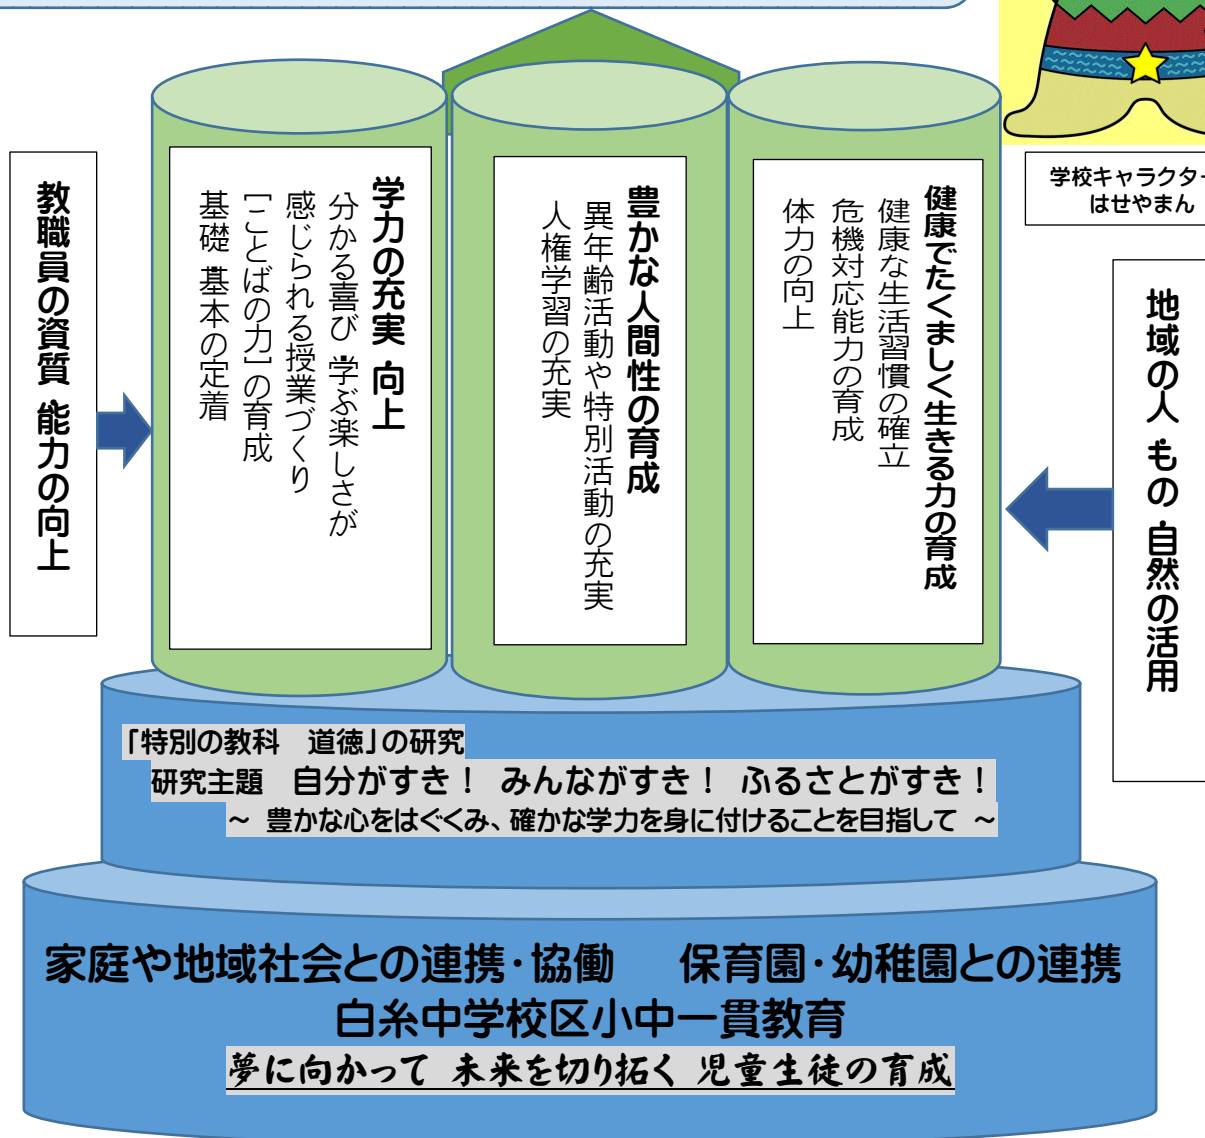 学校キャラクター
はせやまん
教職員の資質・能力の向上
学力の充実・向上
分かる喜び・学ぶ楽しさが
感じられる授業づくり
[ことばの力]の育成
基礎・基本の定着
豊かな人間性の育成
異年齢活動や特別活動の充実
人権学習の充実
健康でたくましく生きる力の育成
健康な生活習慣の確立
危機対応能力の育成
体力の向上
地域の人・もの・自然の活用
「特別の教科　道徳」の研究
研究主題　自分がすき！　みんながすき！　ふるさとがすき！
～ 豊かな心をはぐくみ、確かな学力を身に付けることを目指して ～
家庭や地域社会との連携・協働　　保育園・幼稚園との連携
白糸中学校区小中一貫教育
夢に向かって 未来を切り拓く 児童生徒の育成